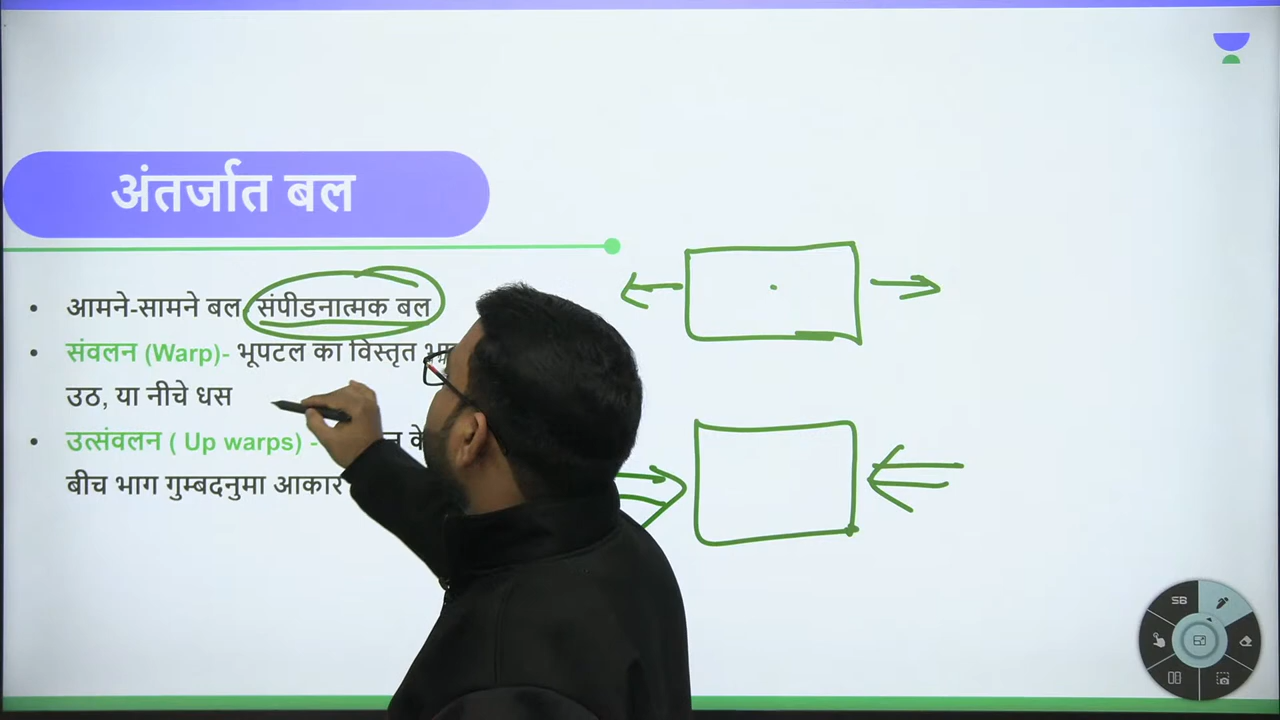 अंतर्जात बल
• आमने-सामने बल संपीडनात्मक बल
• संवलन (Warp)- भूपटल का विस्तृत
उठ, या नीचे धस
• उत्संवलन ( Up warps) - के
बीच भाग गुम्बदनुमा आकार
SB